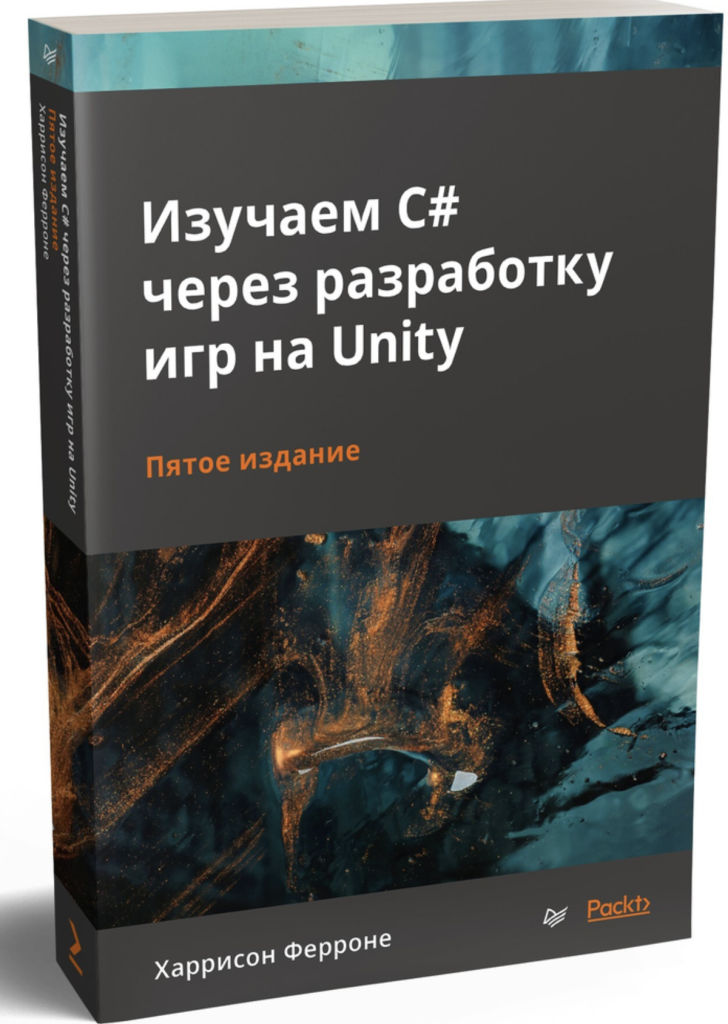 Изучаем C#
через разработку
игр на Unity
Пятое издание
Харрисон Ферроне
Packt
Изучаем C# через разработку игр на Unity
Пятое издание
Харрисон Ферроне